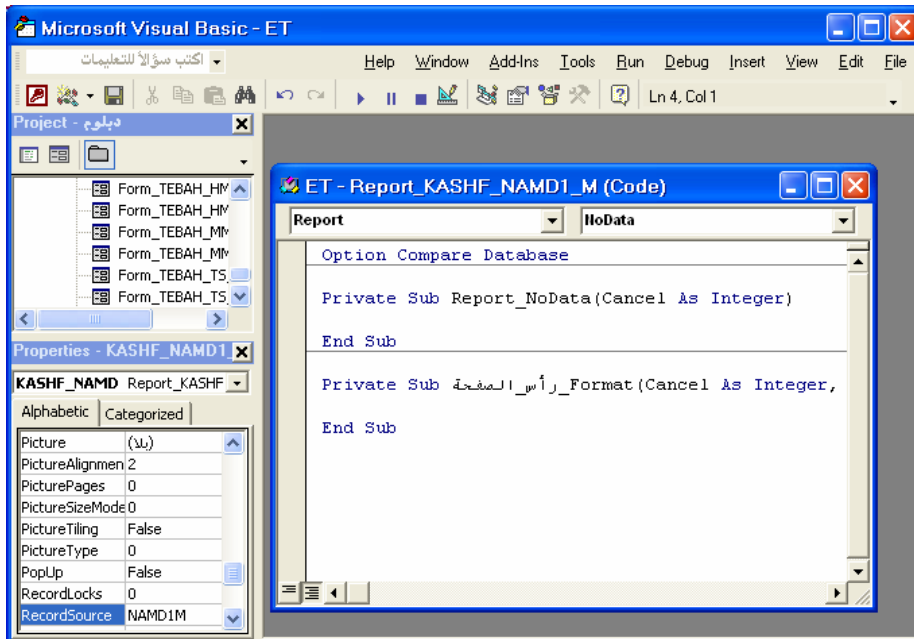 Microsoft Visual Basic - ET
اكتب سؤالاً للتعليمات
Help Window Add-Ins Tools Run Debug Insert View Edit File
Ln 4, Col 1
Project - دبلوم
Form_TEBAH_HM
Form_TEBAH_HM
Form_TEBAH_MM
Form_TEBAH_MM
Form_TEBAH_TS_
Form_TEBAH_TS_
Properties - KASHF_NAMD1_
KASHF_NAMD Report_KASHF
Alphabetic Categorized
Picture (بلا)
PictureAlignmen 2
PicturePages 0
PictureSizeMode 0
PictureTiling False
PictureType 0
PopUp False
RecordLocks 0
RecordSource NAMD1M
ET - Report_KASHF_NAMD1_M (Code)
Report NoData
Option Compare Database
Private Sub Report_NoData(Cancel As Integer)
End Sub
Private Sub رأس_الصفحة_Format(Cancel As Integer,
End Sub